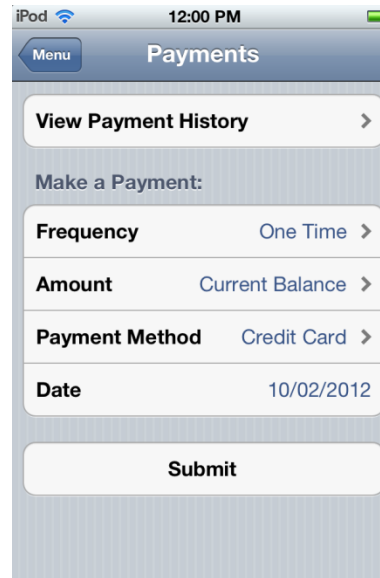 iPod 12:00 PM
Menu Payments
View Payment History
Make a Payment:
Frequency One Time
Amount Current Balance
Payment Method Credit Card
Date 10/02/2012
Submit